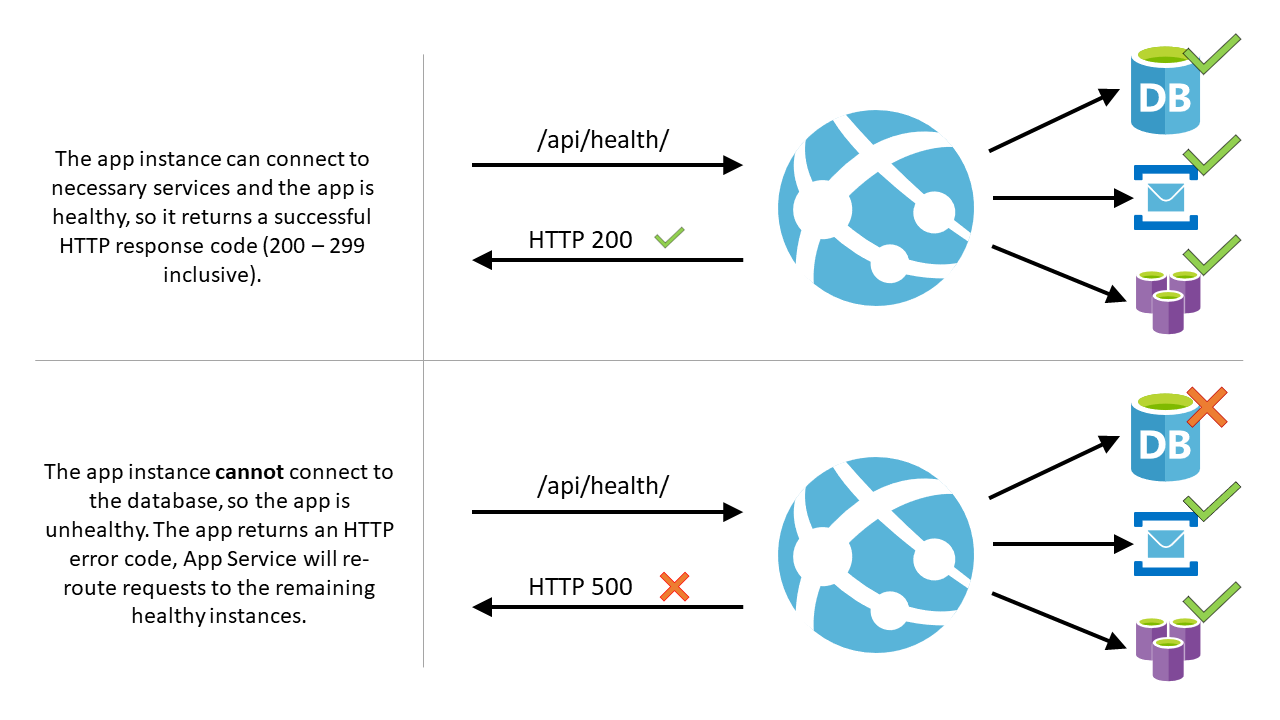 The app instance can connect to
necessary services and the app is
healthy, so it returns a successful
HTTP response code (200 – 299
inclusive).
/api/health/
HTTP 200
DB
The app instance cannot connect to
the database, so the app is
unhealthy. The app returns an HTTP
error code, App Service will re-
route requests to the remaining
healthy instances.
/api/health/
HTTP 500
DB